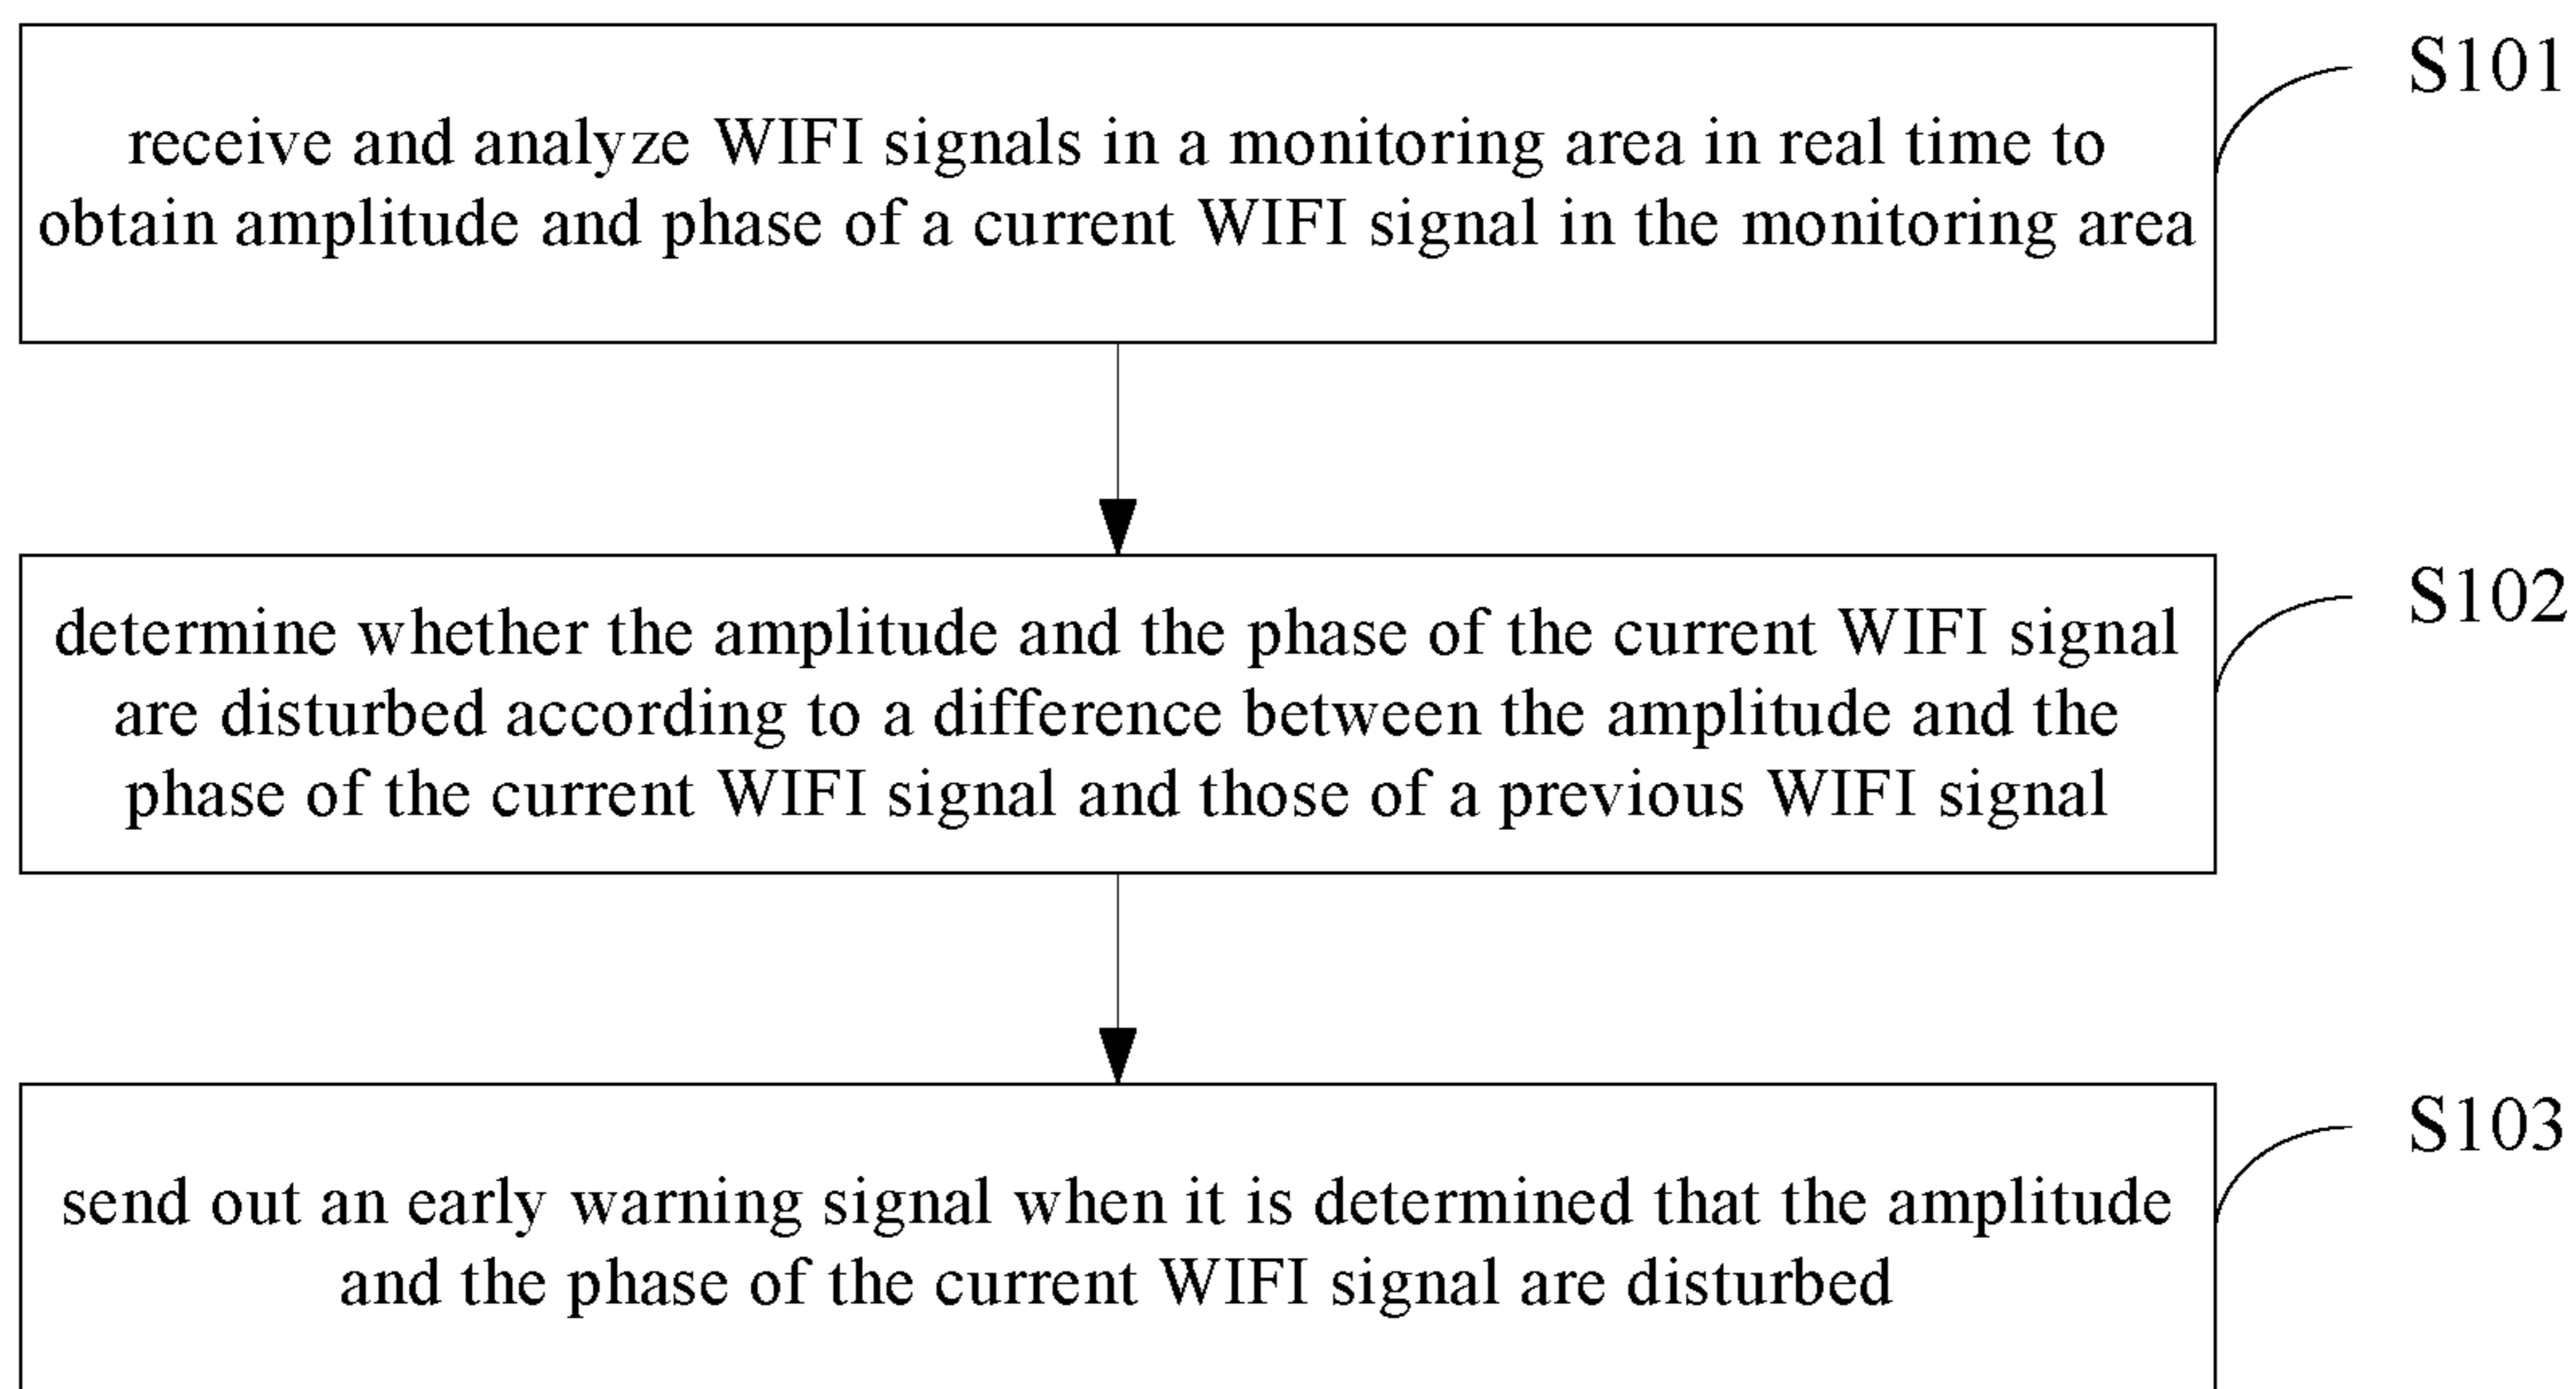 S101
receive and analyze WIFI signals in a monitoring area in real time to
obtain amplitude and phase of a current WIFI signal in the monitoring area
S102
determine whether the amplitude and the phase of the current WIFI signal
are disturbed according to a difference between the amplitude and the
phase of the current WIFI signal and those of a previous WIFI signal
S103
send out an early warning signal when it is determined that the amplitude
and the phase of the current WIFI signal are disturbed